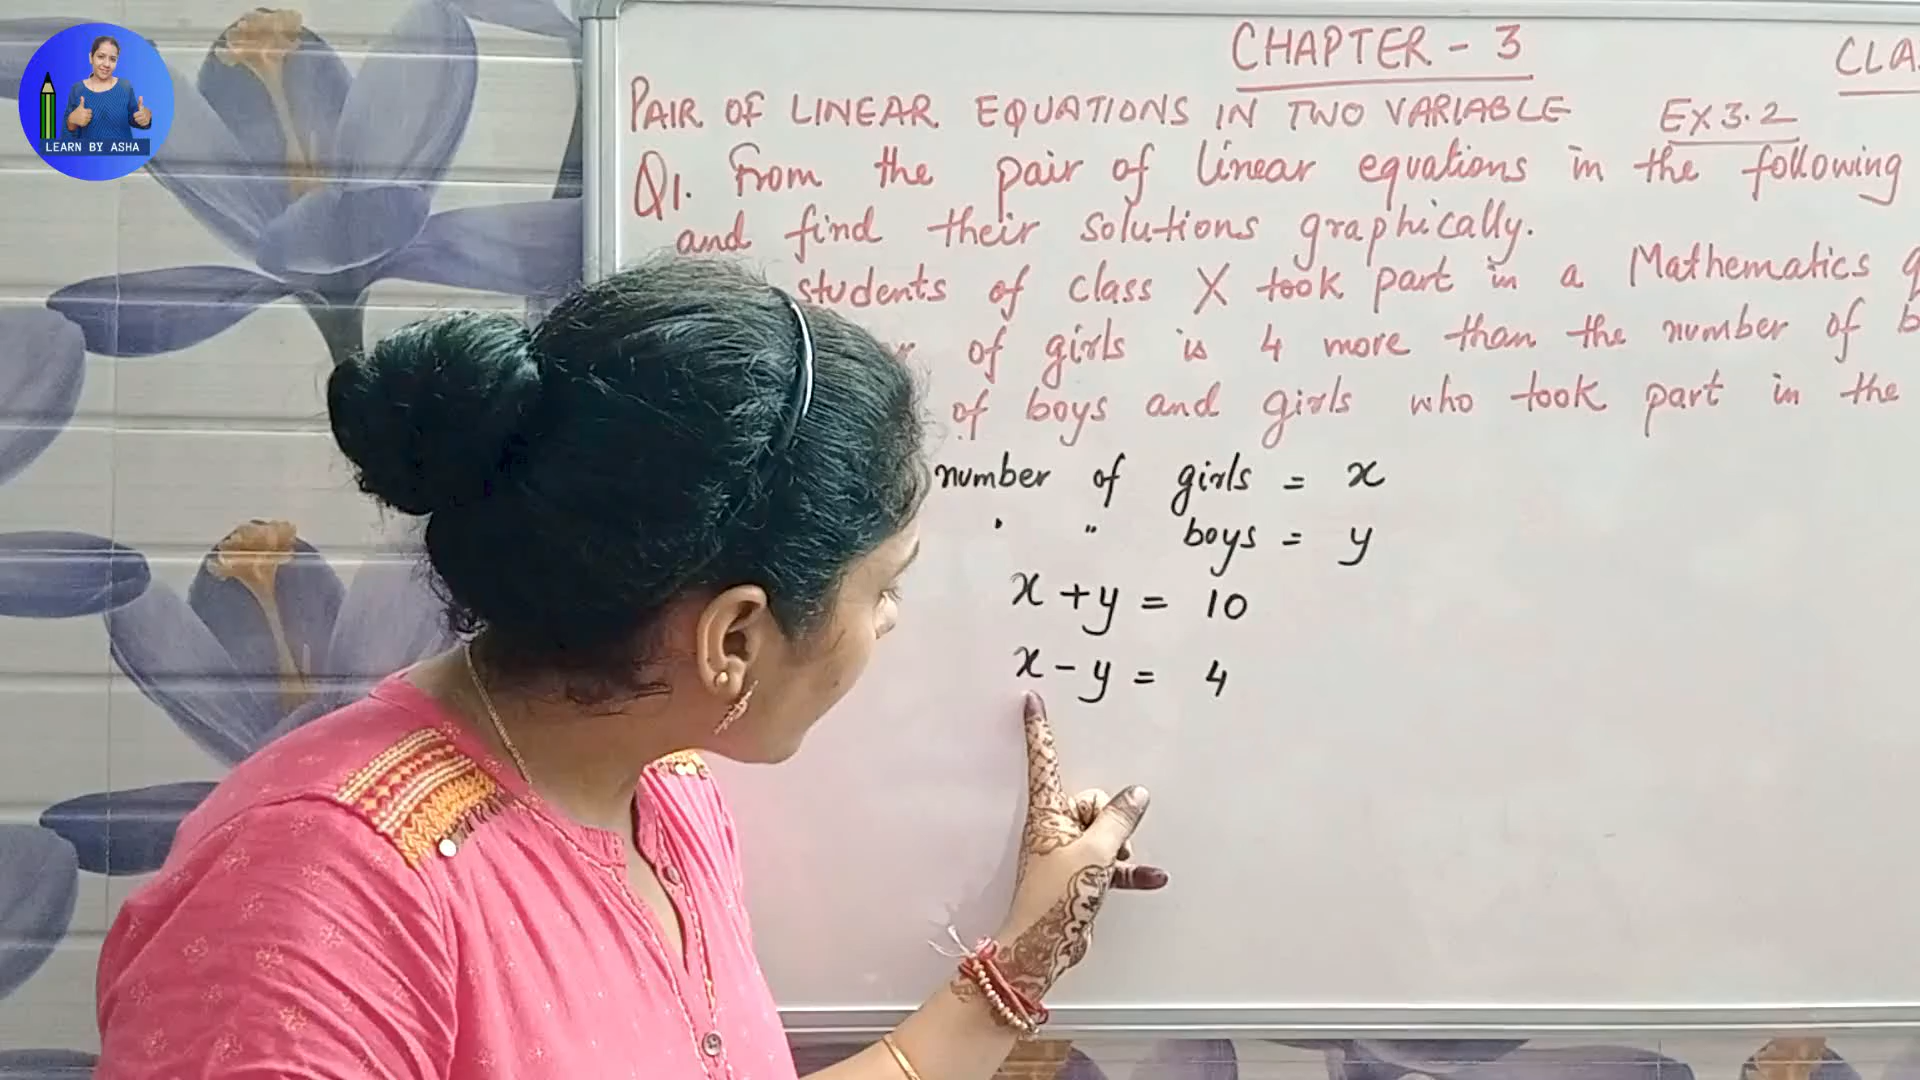 LEARN BY ASHA
CHAPTER - 3
PAIR OF LINEAR EQUATIONS IN TWO VARIABLE EX 3.2
Q1. From the pair of linear equations in the following
and find their solutions graphically.
students of class X took part in a Mathematics
of girls is 4 more than the number of
of boys and girls who took part in the
number of girls = x
" " boys = y
x + y = 10
x - y = 4